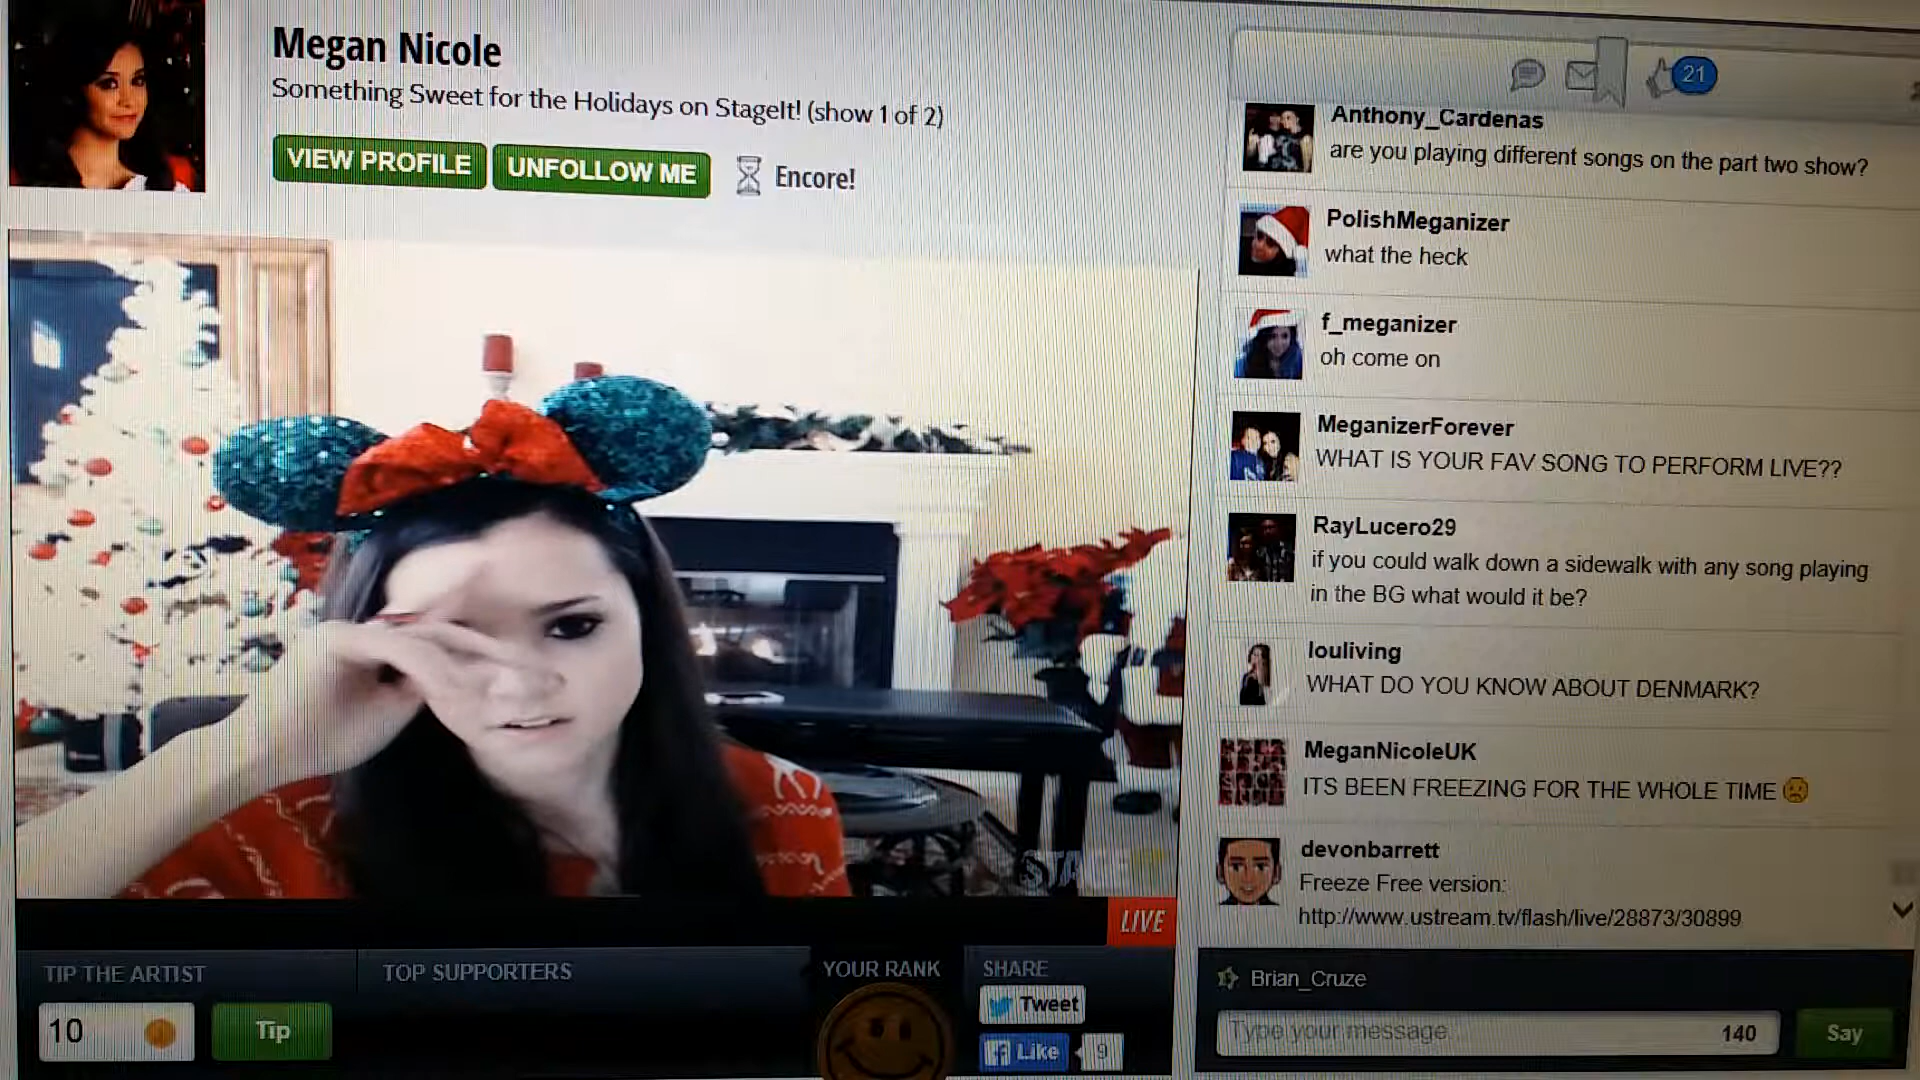 Megan Nicole
Something Sweet for the Holidays on StageIt! (show 1 of 2)
VIEW PROFILE
UNFOLLOW ME
Encore!
21
Anthony_Cardenas
are you playing different songs on the part two show?
PolishMeganizer
what the heck
f_meganizer
oh come on
MeganizerForever
WHAT IS YOUR FAV SONG TO PERFORM LIVE??
RayLucero29
if you could walk down a sidewalk with any song playing
in the BG what would it be?
louliving
WHAT DO YOU KNOW ABOUT DENMARK?
MeganNicoleUK
ITS BEEN FREEZING FOR THE WHOLE TIME
devonbarrett
Freeze Free version:
http://www.ustream.tv/flash/live/28873/30899
STAGEIT
LIVE
TIP THE ARTIST
TOP SUPPORTERS
YOUR RANK
SHARE
10
Tip
Tweet
Like
9
Brian_Cruze
Type your message...
140
Say